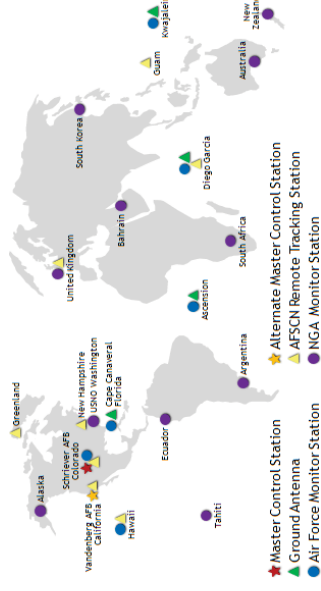 Greenland
Alaska
Schriever AFB
Colorado
Vandenberg AFB
California
New Hampshire
USNO Washington
Cape Canaveral
Florida
Hawaii
United Kingdom
South Korea
Bahrain
Guam
Kwajalein
Ecuador
Ascension
Diego Garcia
Tahiti
Argentina
South Africa
Australia
New
Zealand
Master Control Station
Ground Antenna
Air Force Monitor Station
Alternate Master Control Station
AFSCN Remote Tracking Station
NGA Monitor Station